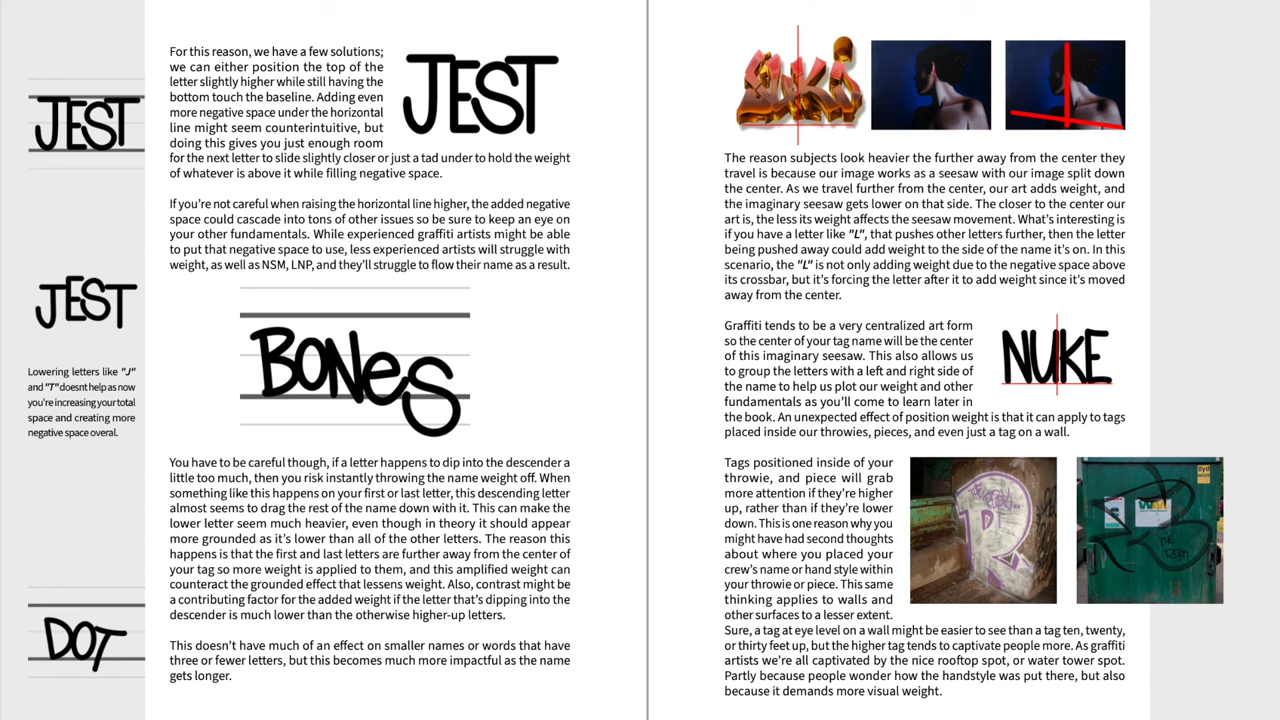 JEST
JEST
Lowering letters like "J"
and "T" doesnt help as now
you're increasing your total
space and creating more
negative space overal.
DOT
For this reason, we have a few solutions;
we can either position the top of the
letter slightly higher while still having the
bottom touch the baseline. Adding even
more negative space under the horizontal
line might seem counterintuitive, but
doing this gives you just enough room
for the next letter to slide slightly closer or just a tad under to hold the weight
of whatever is above it while filling negative space.
JEST
If you're not careful when raising the horizontal line higher, the added negative
space could cascade into tons of other issues so be sure to keep an eye on
your other fundamentals. While experienced graffiti artists might be able
to put that negative space to use, less experienced artists will struggle with
weight, as well as NSM, LNP, and they'll struggle to flow their name as a result.
BONeS
You have to be careful though, if a letter happens to dip into the descender a
little too much, then you risk instantly throwing the name weight off. When
something like this happens on your first or last letter, this descending letter
almost seems to drag the rest of the name down with it. This can make the
lower letter seem much heavier, even though in theory it should appear
more grounded as it's lower than all of the other letters. The reason this
happens is that the first and last letters are further away from the center of
your tag so more weight is applied to them, and this amplified weight can
counteract the grounded effect that lessens weight. Also, contrast might be
a contributing factor for the added weight if the letter that's dipping into the
descender is much lower than the otherwise higher-up letters.
This doesn't have much of an effect on smaller names or words that have
three or fewer letters, but this becomes much more impactful as the name
gets longer.
The reason subjects look heavier the further away from the center they
travel is because our image works as a seesaw with our image split down
the center. As we travel further from the center, our art adds weight, and
the imaginary seesaw gets lower on that side. The closer to the center our
art is, the less its weight affects the seesaw movement. What's interesting is
if you have a letter like "L", that pushes other letters further, then the letter
being pushed away could add weight to the side of the name it's on. In this
scenario, the "L" is not only adding weight due to the negative space above
its crossbar, but it's forcing the letter after it to add weight since it's moved
away from the center.
Graffiti tends to be a very centralized art form
so the center of your tag name will be the center
of this imaginary seesaw. This also allows us
to group the letters with a left and right side of
the name to help us plot our weight and other
fundamentals as you'll come to learn later in
the book. An unexpected effect of position weight is that it can apply to tags
placed inside our throwies, pieces, and even just a tag on a wall.
NUKE
Tags positioned inside of your
throwie, and piece will grab
more attention if they're higher
up, rather than if they're lower
down. This is one reason why you
might have had second thoughts
about where you placed your
crew's name or hand style within
your throwie or piece. This same
thinking applies to walls and
other surfaces to a lesser extent.
Sure, a tag at eye level on a wall might be easier to see than a tag ten, twenty,
or thirty feet up, but the higher tag tends to captivate people more. As graffiti
artists we're all captivated by the nice rooftop spot, or water tower spot.
Partly because people wonder how the handstyle was put there, but also
because it demands more visual weight.